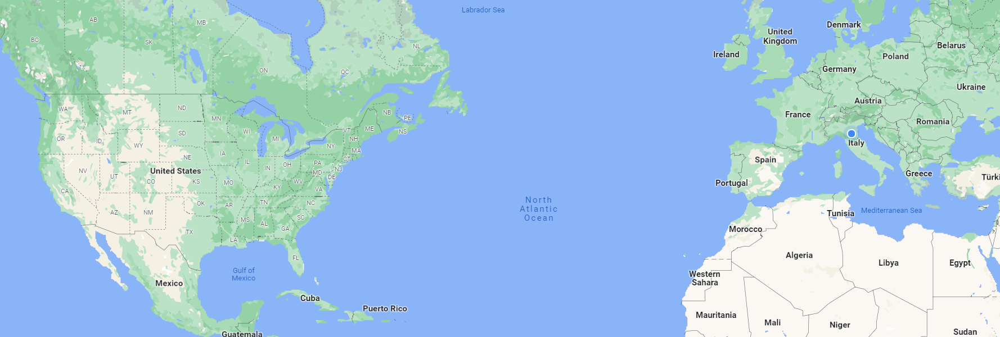 Labrador Sea
AB
MB
BC
SK
ON
QC
NL
WA
MT
ND
MN
NB
PE
NS
ME
VT
NH
OR
ID
SD
WI
MI
WY
NY
MA
CT
IA
NE
IL
IN
OH
PA
NJ
MD
DE
NV
UT
United States
CO
KS
MO
WV
VA
KY
CA
AZ
NM
OK
AR
TN
NC
SC
MS
AL
GA
TX
LA
FL
Gulf of
Mexico
Mexico
Cuba
Puerto Rico
Guatemala
North
Atlantic
Ocean
Denmark
United
Kingdom
Ireland
Belarus
Poland
Germany
Ukraine
Austria
France
Romania
Italy
Spain
Greece
Portugal
Türki
Tunisia
Mediterranean Sea
Morocco
Algeria
Libya
Egypt
Western
Sahara
Mauritania
Mali
Niger
Sudan